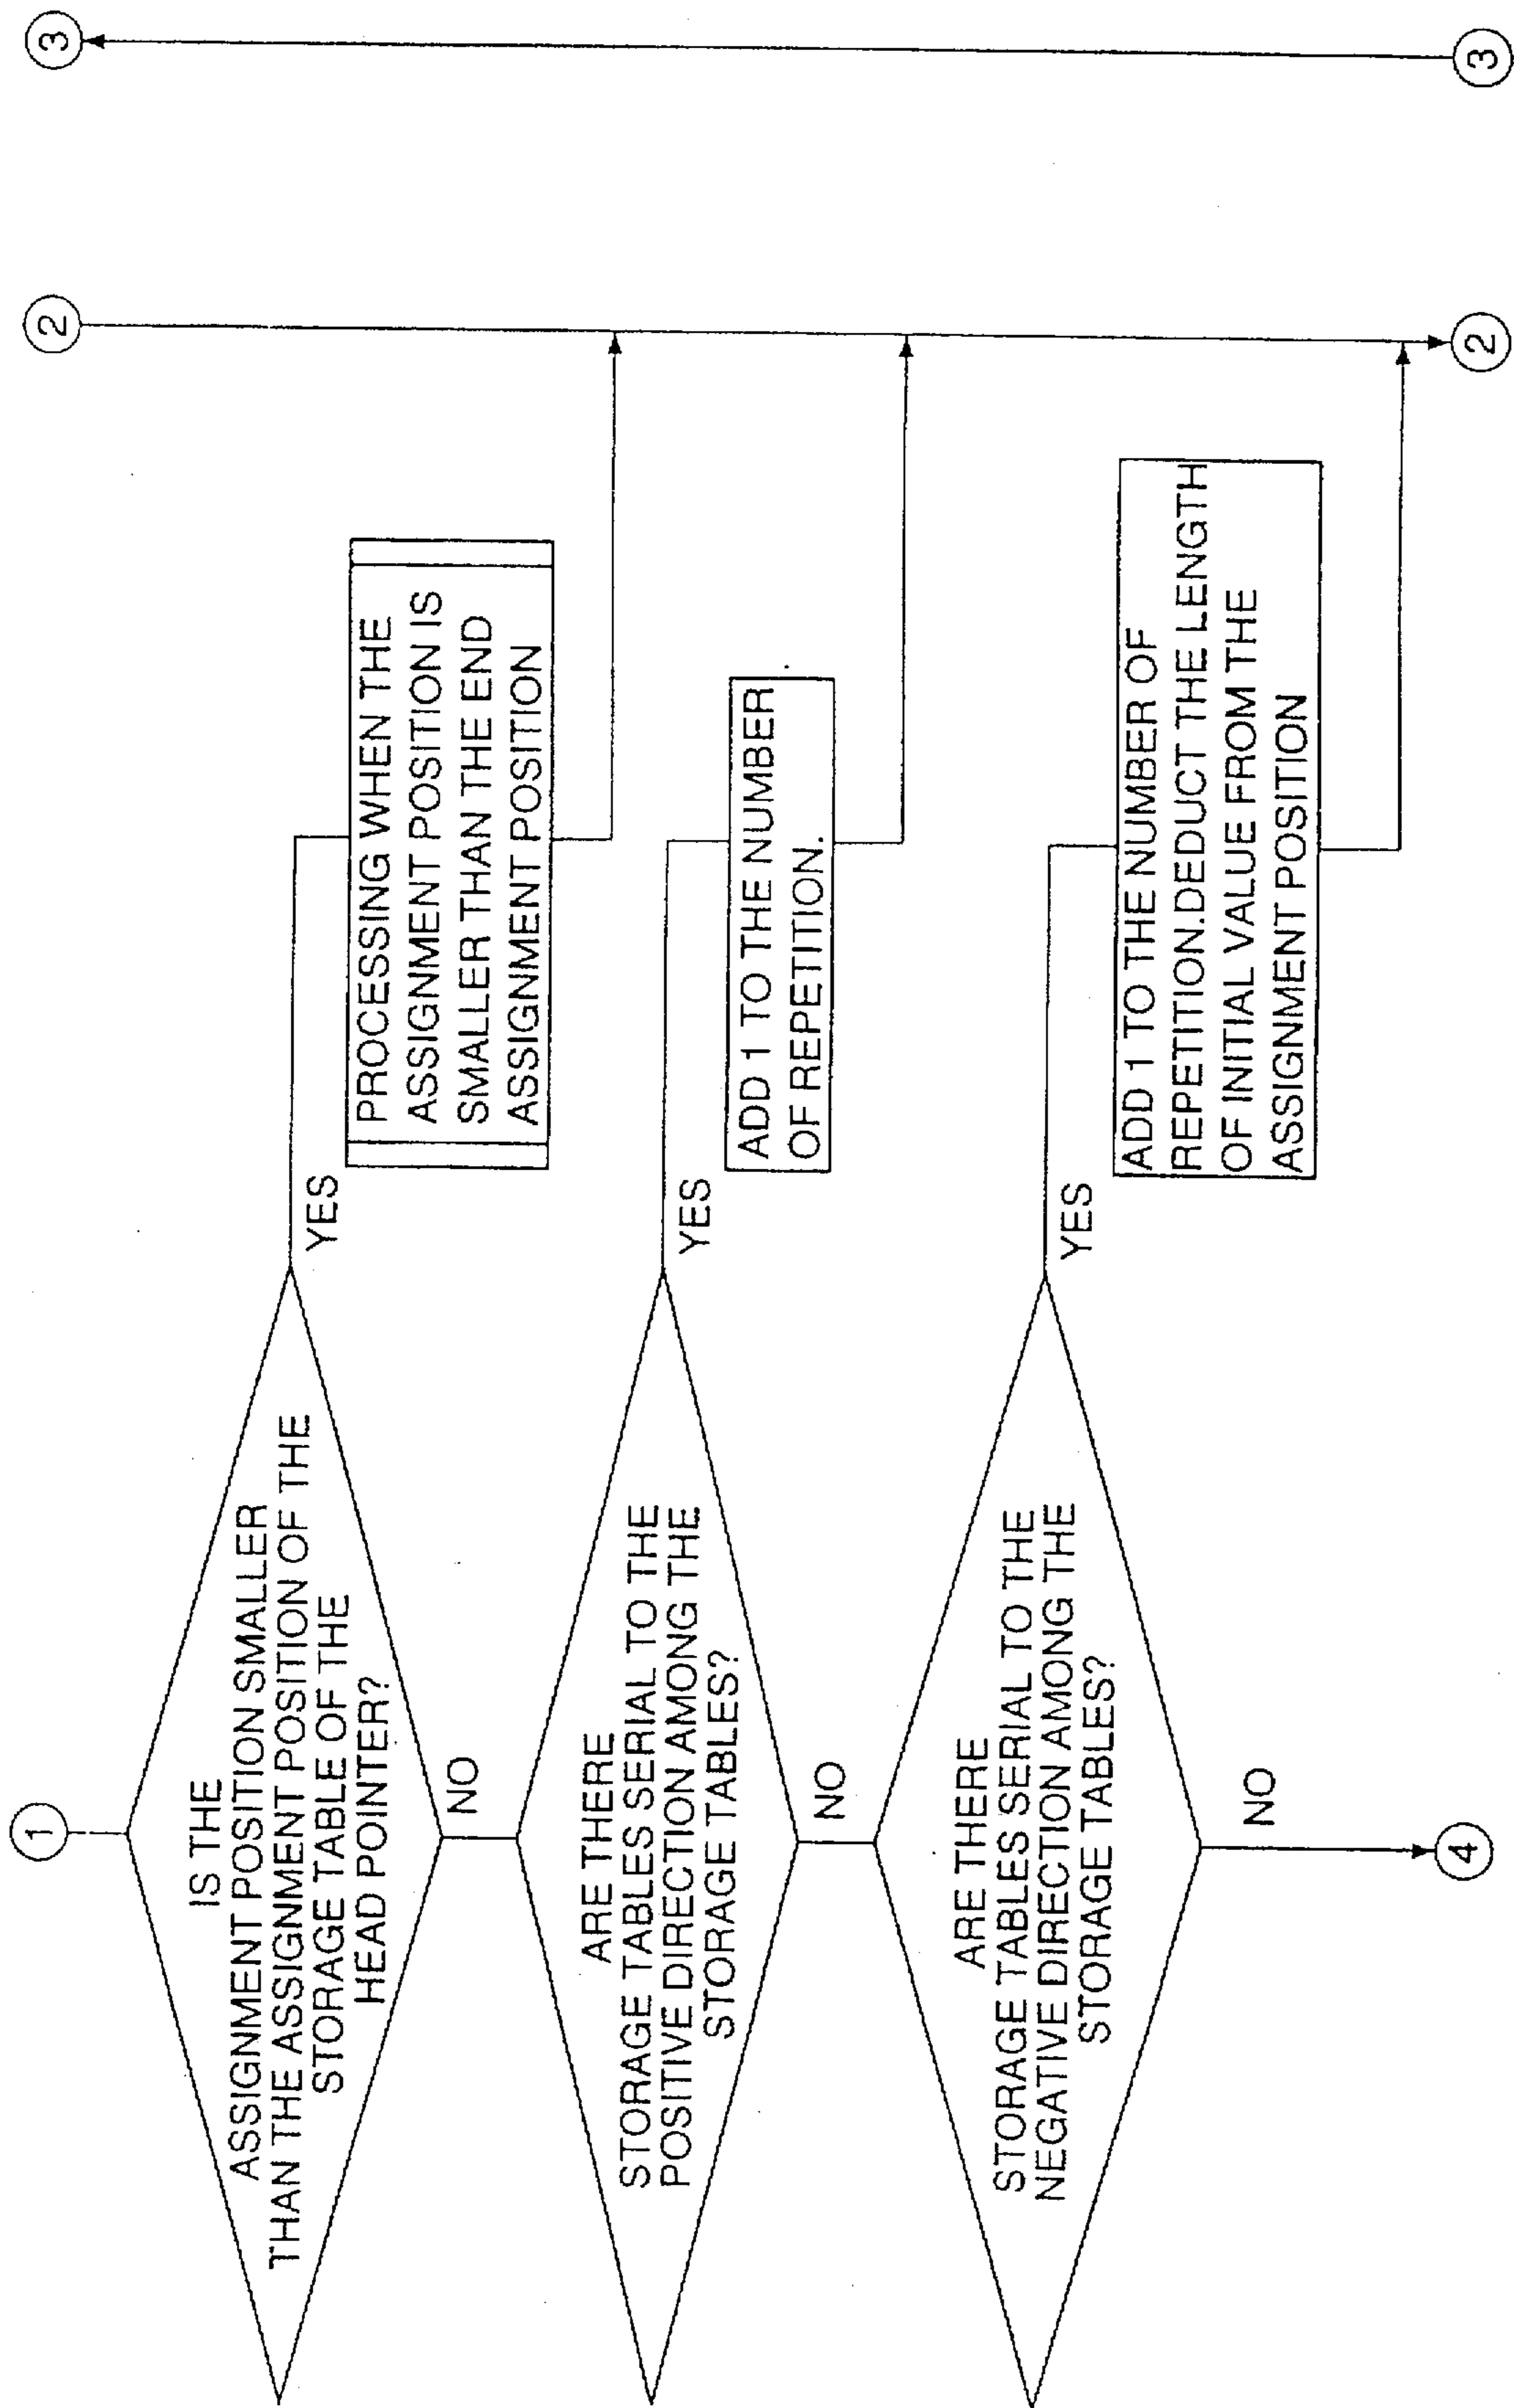 1
IS THE
ASSIGNMENT POSITION SMALLER
THAN THE ASSIGNMENT POSITION OF THE
STORAGE TABLE OF THE
HEAD POINTER?
YES
NO
PROCESSING WHEN THE
ASSIGNMENT POSITION IS
SMALLER THAN THE END
ASSIGNMENT POSITION
2
3
ARE THERE
STORAGE TABLES SERIAL TO THE
POSITIVE DIRECTION AMONG THE
STORAGE TABLES?
YES
NO
ADD 1 TO THE NUMBER
OF REPETITION.
ARE THERE
STORAGE TABLES SERIAL TO THE
NEGATIVE DIRECTION AMONG THE
STORAGE TABLES?
YES
NO
ADD 1 TO THE NUMBER OF
REPETITION.DEDUCT THE LENGTH
OF INITIAL VALUE FROM THE
ASSIGNMENT POSITION
4
2
3